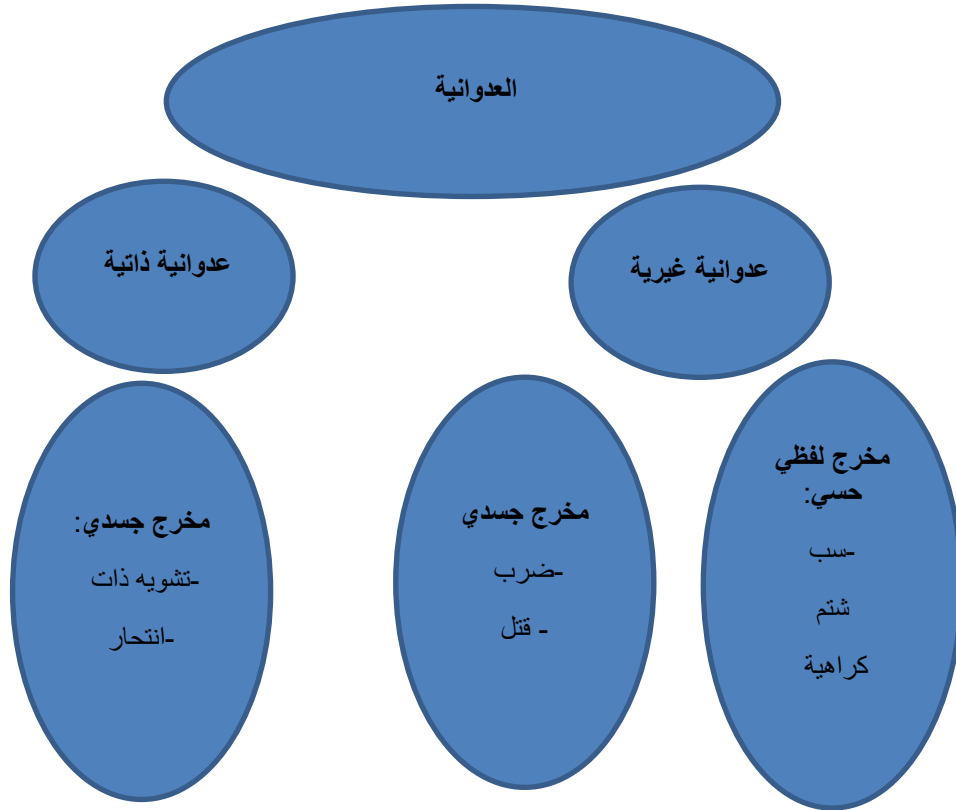 العدوانية
عدوانية غيرية
عدوانية ذاتية
مخرج لفظي
حسي:
-سب
شتم
كراهية
مخرج جسدي
-ضرب
- قتل
مخرج جسدي:
-تشويه ذات
-انتحار